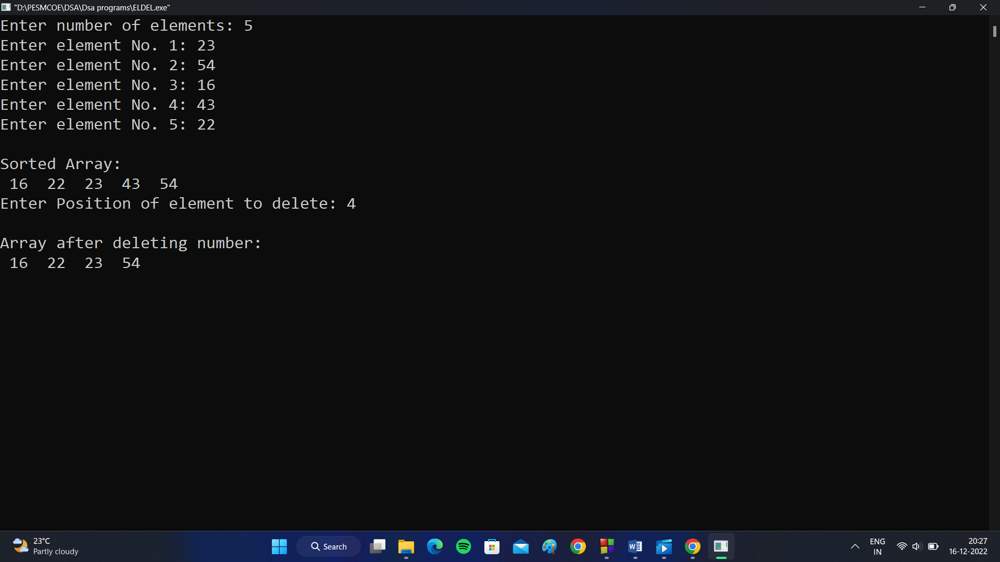 "D:\PESMCOE\DSA\Dsa programs\ELDEL.exe"
Enter number of elements: 5
Enter element No. 1: 23
Enter element No. 2: 54
Enter element No. 3: 16
Enter element No. 4: 43
Enter element No. 5: 22
Sorted Array:
16 22 23 43 54
Enter Position of element to delete: 4
Array after deleting number:
16 22 23 54
23°C
Partly cloudy
Search
ENG
IN
20:27
16-12-2022